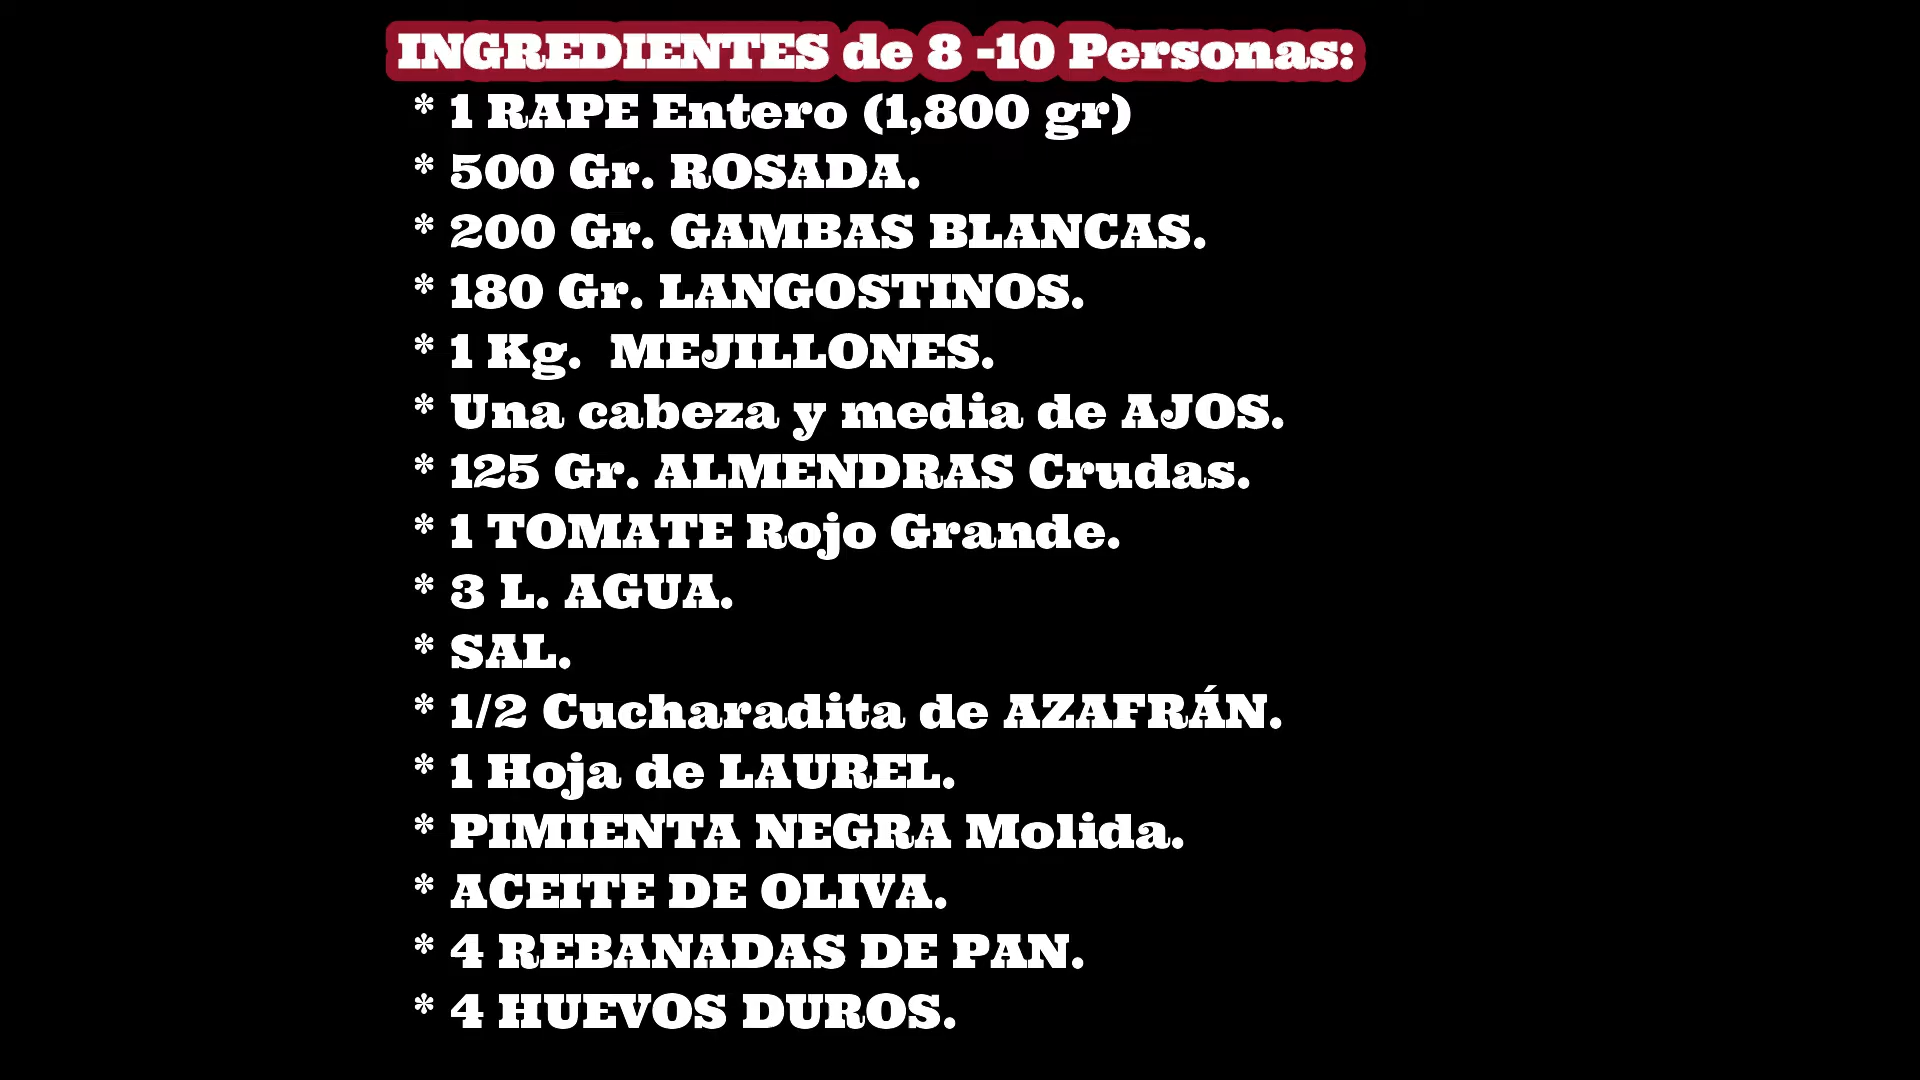 INGREDIENTES de 8 -10 Personas:
* 1 RAPE Entero (1,800 gr)
* 500 Gr. ROSADA.
* 200 Gr. GAMBAS BLANCAS.
* 180 Gr. LANGOSTINOS.
* 1 Kg.  MEJILLONES.
* Una cabeza y media de AJOS.
* 125 Gr. ALMENDRAS Crudas.
* 1 TOMATE Rojo Grande.
* 3 L. AGUA.
* SAL.
* 1/2 Cucharadita de AZAFRÁN.
* 1 Hoja de LAUREL.
* PIMIENTA NEGRA Molida.
* ACEITE DE OLIVA.
* 4 REBANADAS DE PAN.
* 4 HUEVOS DUROS.